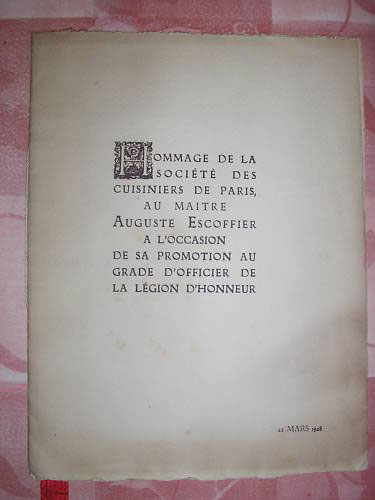 HOMMAGE DE LA
SOCIÉTÉ DES
CUISINIERS DE PARIS,
AU MAITRE
AUGUSTE ESCOFFIER
A L'OCCASION
DE SA PROMOTION AU
GRADE D'OFFICIER DE
LA LÉGION D'HONNEUR
22 MARS 1928